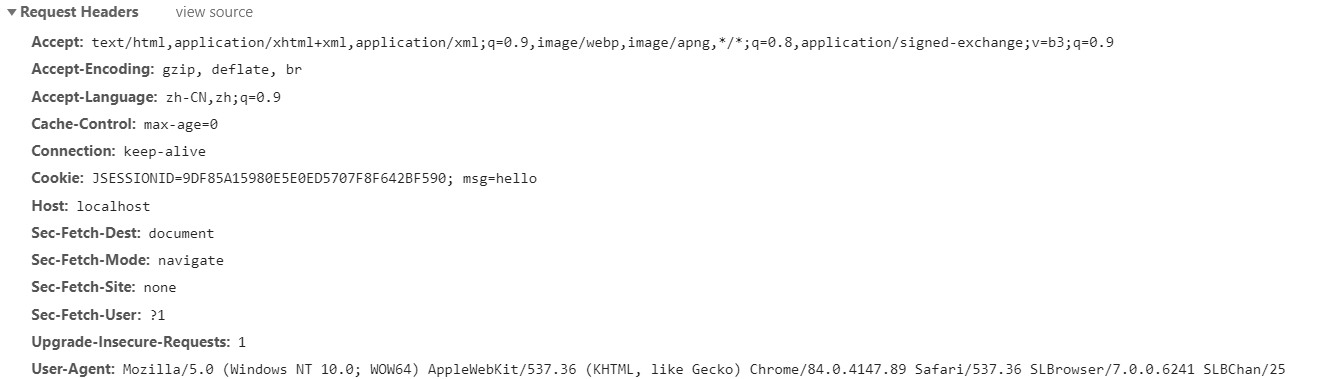 Request Headers view source
Accept: text/html,application/xhtml+xml,application/xml;q=0.9,image/webp,image/apng,*/*;q=0.8,application/signed-exchange;v=b3;q=0.9
Accept-Encoding: gzip, deflate, br
Accept-Language: zh-CN,zh;q=0.9
Cache-Control: max-age=0
Connection: keep-alive
Cookie: JSESSIONID=9DF85A15980E5E0ED5707F8F642BF590; msg=hello
Host: localhost
Sec-Fetch-Dest: document
Sec-Fetch-Mode: navigate
Sec-Fetch-Site: none
Sec-Fetch-User: ?1
Upgrade-Insecure-Requests: 1
User-Agent: Mozilla/5.0 (Windows NT 10.0; WOW64) AppleWebKit/537.36 (KHTML, like Gecko) Chrome/84.0.4147.89 Safari/537.36 SLBrowser/7.0.0.6241 SLBChan/25